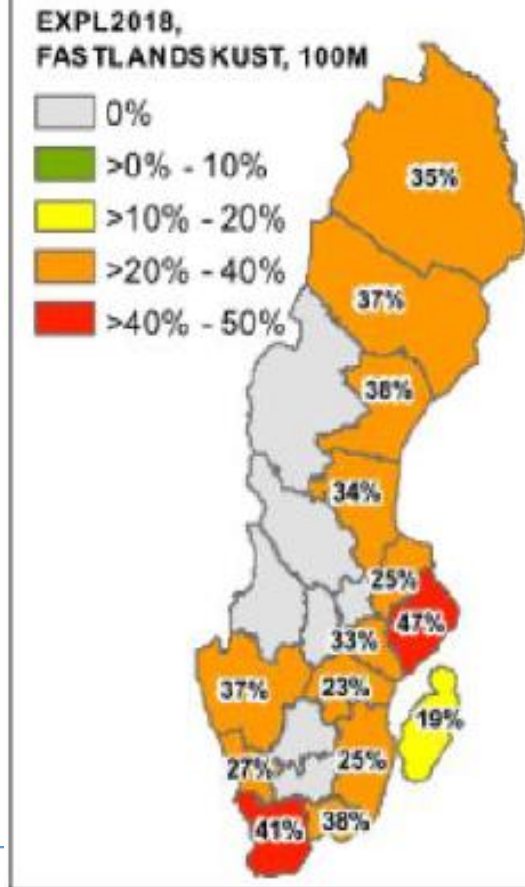 EXPL2018,
FASTLANDSKUST, 100M
0%
>0% - 10%
>10% - 20%
>20% - 40%
>40% - 50%
35%
37%
38%
34%
25%
47%
33%
37%
23%
19%
27%
25%
41%
38%